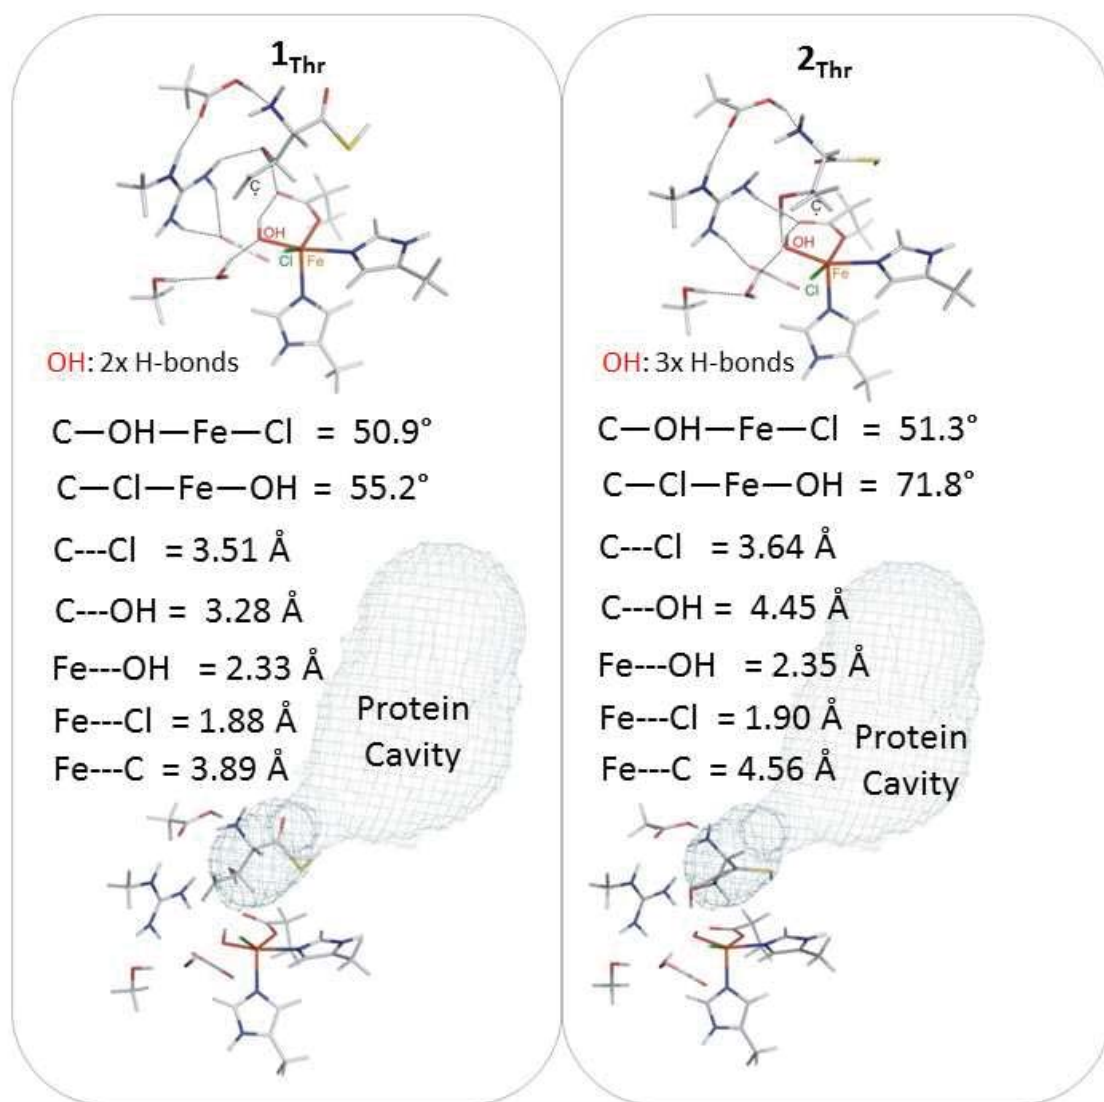 1Thr
C
OH
Cl
Fe
OH: 2x H-bonds
C—OH—Fe—Cl = 50.9°
C—Cl—Fe—OH = 55.2°
C---Cl = 3.51 Å
C---OH = 3.28 Å
Fe---OH = 2.33 Å
Fe---Cl = 1.88 Å
Fe---C = 3.89 Å
Protein
Cavity
2Thr
C
OH
Fe
Cl
OH: 3x H-bonds
C—OH—Fe—Cl = 51.3°
C—Cl—Fe—OH = 71.8°
C---Cl = 3.64 Å
C---OH = 4.45 Å
Fe---OH = 2.35 Å
Fe---Cl = 1.90 Å
Fe---C = 4.56 Å
Protein
Cavity